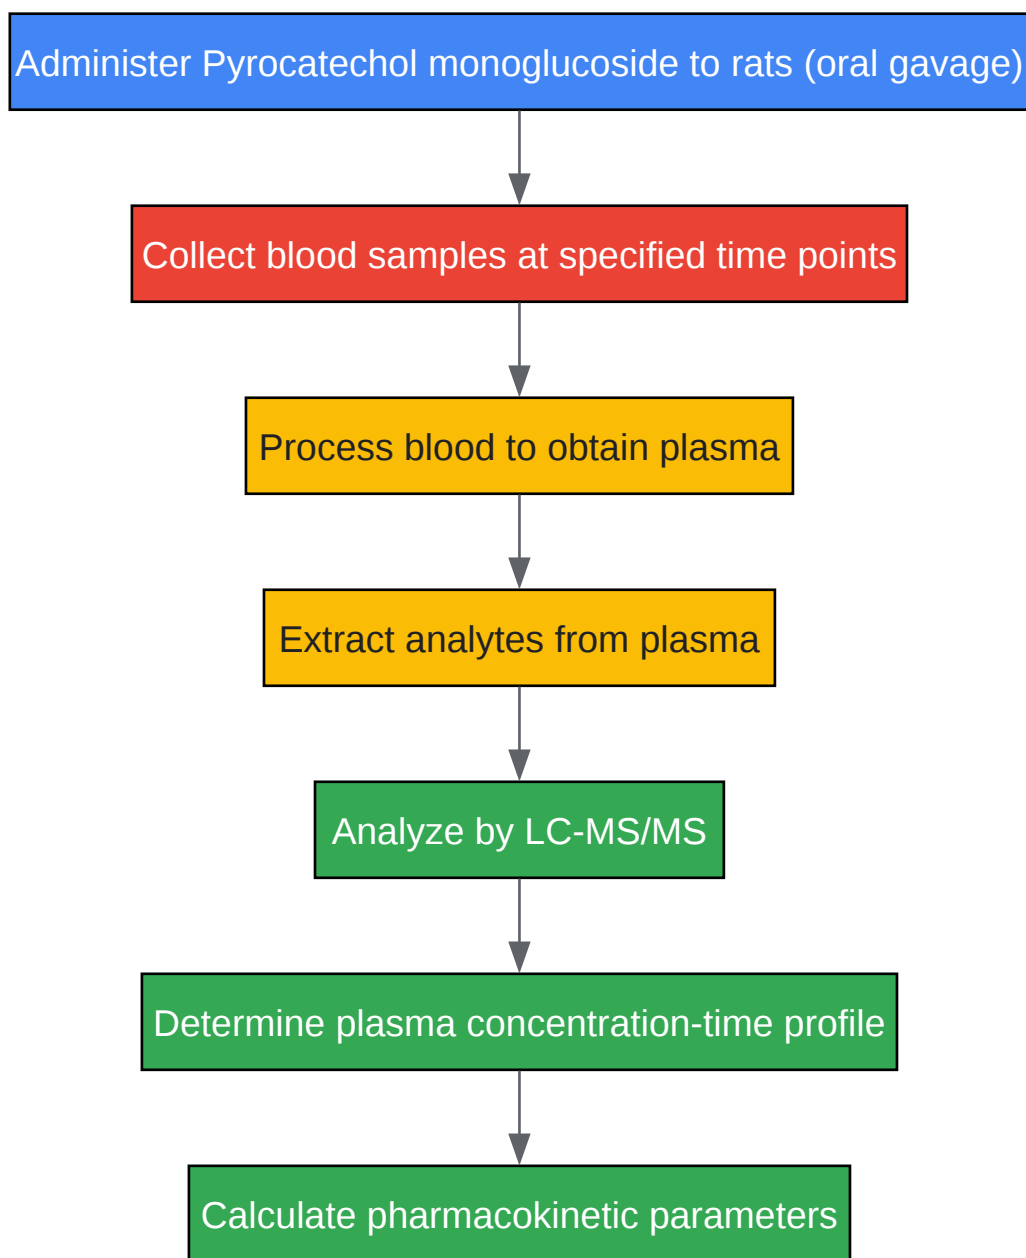 Administer Pyrocatechol monoglucoside to rats (oral gavage)
Collect blood samples at specified time points
Process blood to obtain plasma
Extract analytes from plasma
Analyze by LC-MS/MS
Determine plasma concentration-time profile
Calculate pharmacokinetic parameters